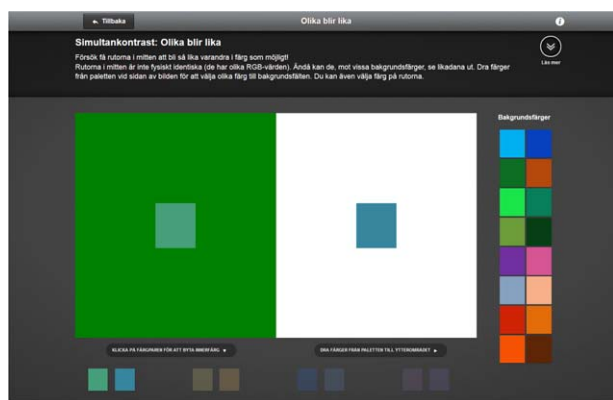 Tillbaka
Olika blir lika
Simultankontrast: Olika blir lika
Försök få rutorna i mitten att bli så lika varandra i färg som möjligt!
Rutorna i mitten är inte fysiskt identiska (de har olika RGB-värden). Ändå kan de, mot vissa bakgrundsfärger, se likadana ut. Dra färger
från paletten vid sidan av bilden för att välja olika färg till bakgrundsfälten. Du kan även välja färg på rutorna.
Läs mer
Bakgrundsfärger
KLICKA PÅ FÄRGPAREN FÖR ATT BYTA INNERFÄRG
DRA FÄRGER FRÅN PALETTEN TILL YTTEROMRÅDET